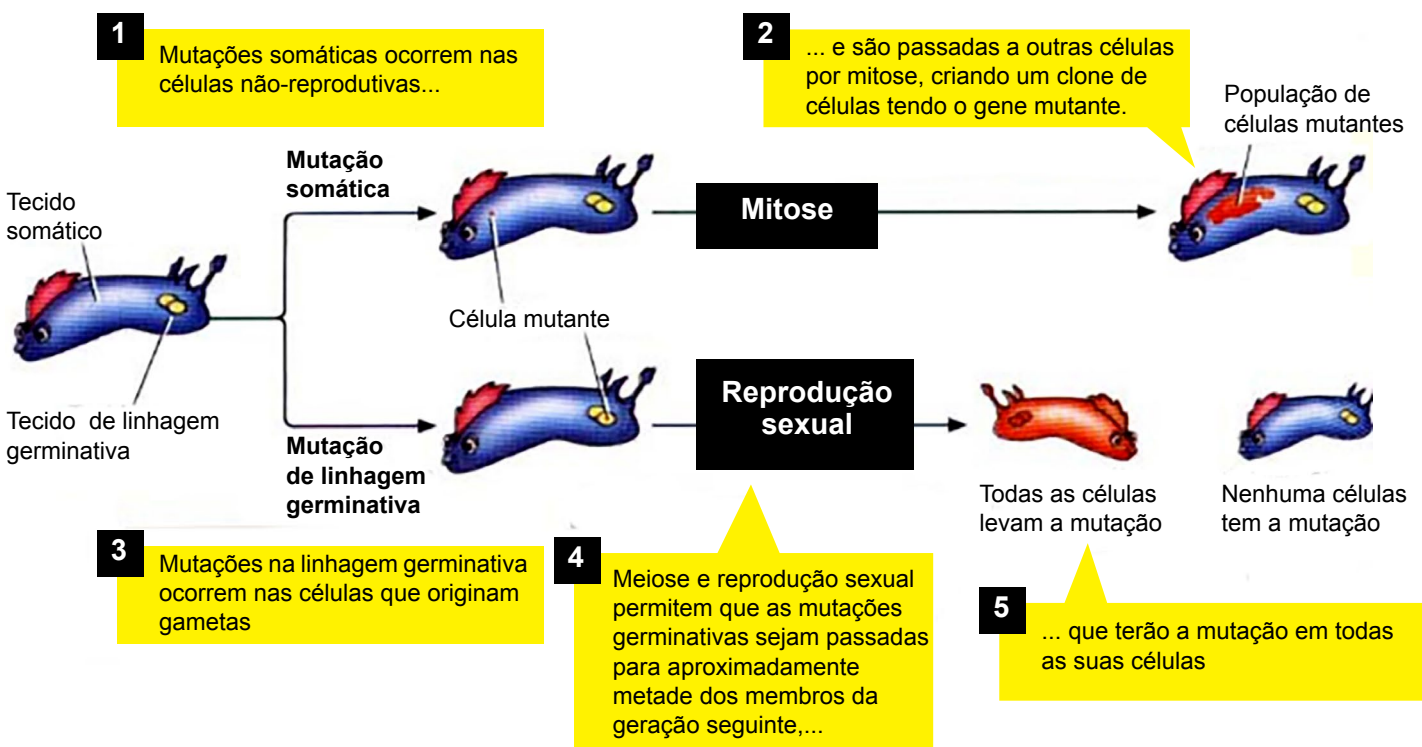 1
Mutações somáticas ocorrem nas
células não-reprodutivas...
2
... e são passadas a outras células
por mitose, criando um clone de
células tendo o gene mutante.
População de
células mutantes
Mutação
somática
Tecido
somático
Mitose
Célula mutante
Tecido de linhagem
germinativa
Mutação
de linhagem
germinativa
Reprodução
sexual
Todas as células
levam a mutação
Nenhuma células
tem a mutação
3
Mutações na linhagem germinativa
ocorrem nas células que originam
gametas
4
Meiose e reprodução sexual
permitem que as mutações
germinativas sejam passadas
para aproximadamente
metade dos membros da
geração seguinte,...
5
... que terão a mutação em todas
as suas células